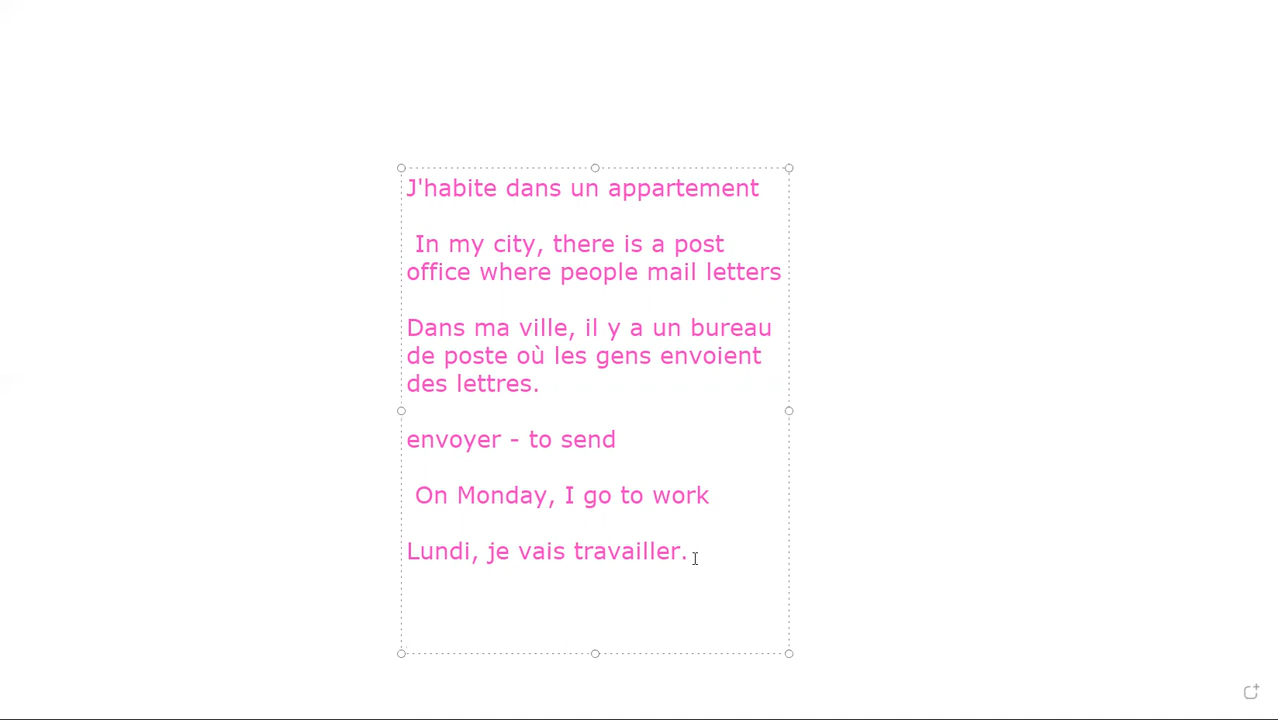 J'habite dans un appartement
In my city, there is a post
office where people mail letters
Dans ma ville, il y a un bureau
de poste où les gens envoient
des lettres.
envoyer - to send
On Monday, I go to work
Lundi, je vais travailler.